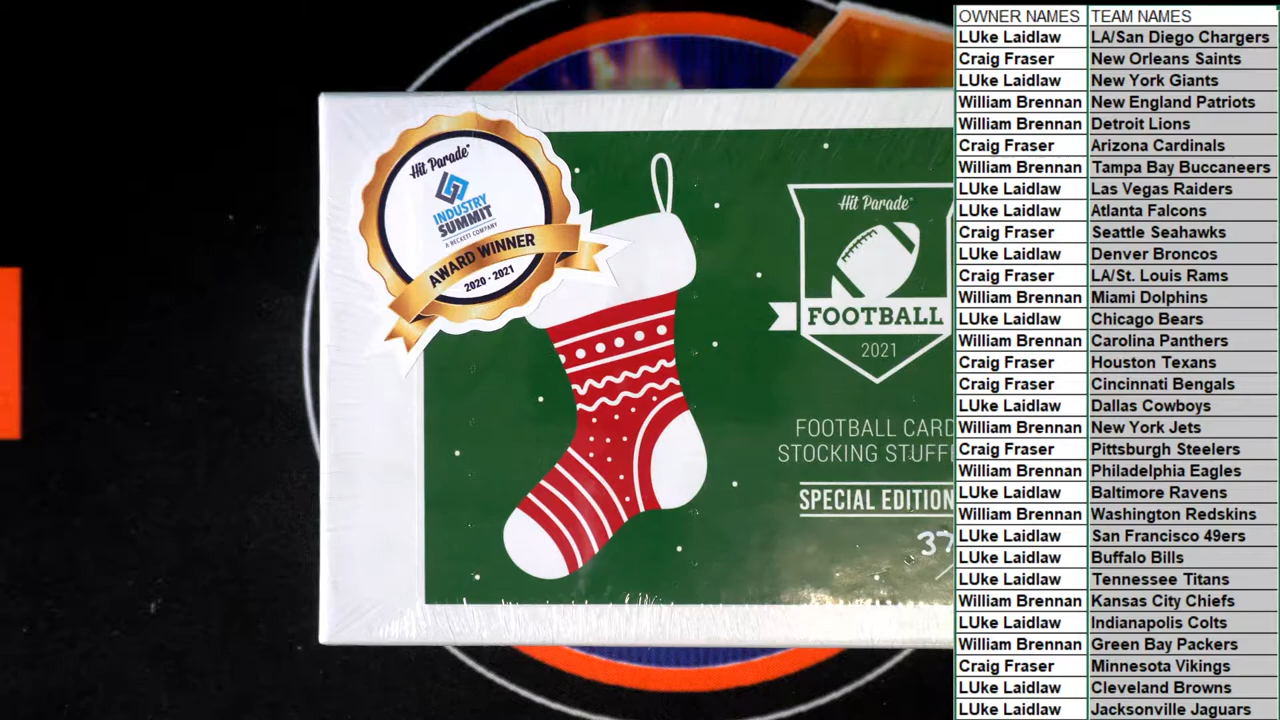 Hit Parade
INDUSTRY
SUMMIT
A BECKETT COMPANY
AWARD WINNER
2020 - 2021
Hit Parade
FOOTBALL
2021
FOOTBALL CARD
STOCKING
SPECIAL EDITION
37
OWNER NAMES TEAM NAMES
LUke Laidlaw LA/San Diego Chargers
Craig Fraser New Orleans Saints
LUke Laidlaw New York Giants
William Brennan New England Patriots
William Brennan Detroit Lions
Craig Fraser Arizona Cardinals
William Brennan Tampa Bay Buccaneers
LUke Laidlaw Las Vegas Raiders
LUke Laidlaw Atlanta Falcons
Craig Fraser Seattle Seahawks
LUke Laidlaw Denver Broncos
Craig Fraser LA/St. Louis Rams
William Brennan Miami Dolphins
LUke Laidlaw Chicago Bears
William Brennan Carolina Panthers
Craig Fraser Houston Texans
Craig Fraser Cincinnati Bengals
LUke Laidlaw Dallas Cowboys
William Brennan New York Jets
Craig Fraser Pittsburgh Steelers
William Brennan Philadelphia Eagles
LUke Laidlaw Baltimore Ravens
William Brennan Washington Redskins
LUke Laidlaw San Francisco 49ers
LUke Laidlaw Buffalo Bills
LUke Laidlaw Tennessee Titans
William Brennan Kansas City Chiefs
LUke Laidlaw Indianapolis Colts
William Brennan Green Bay Packers
Craig Fraser Minnesota Vikings
LUke Laidlaw Cleveland Browns
LUke Laidlaw Jacksonville Jaguars